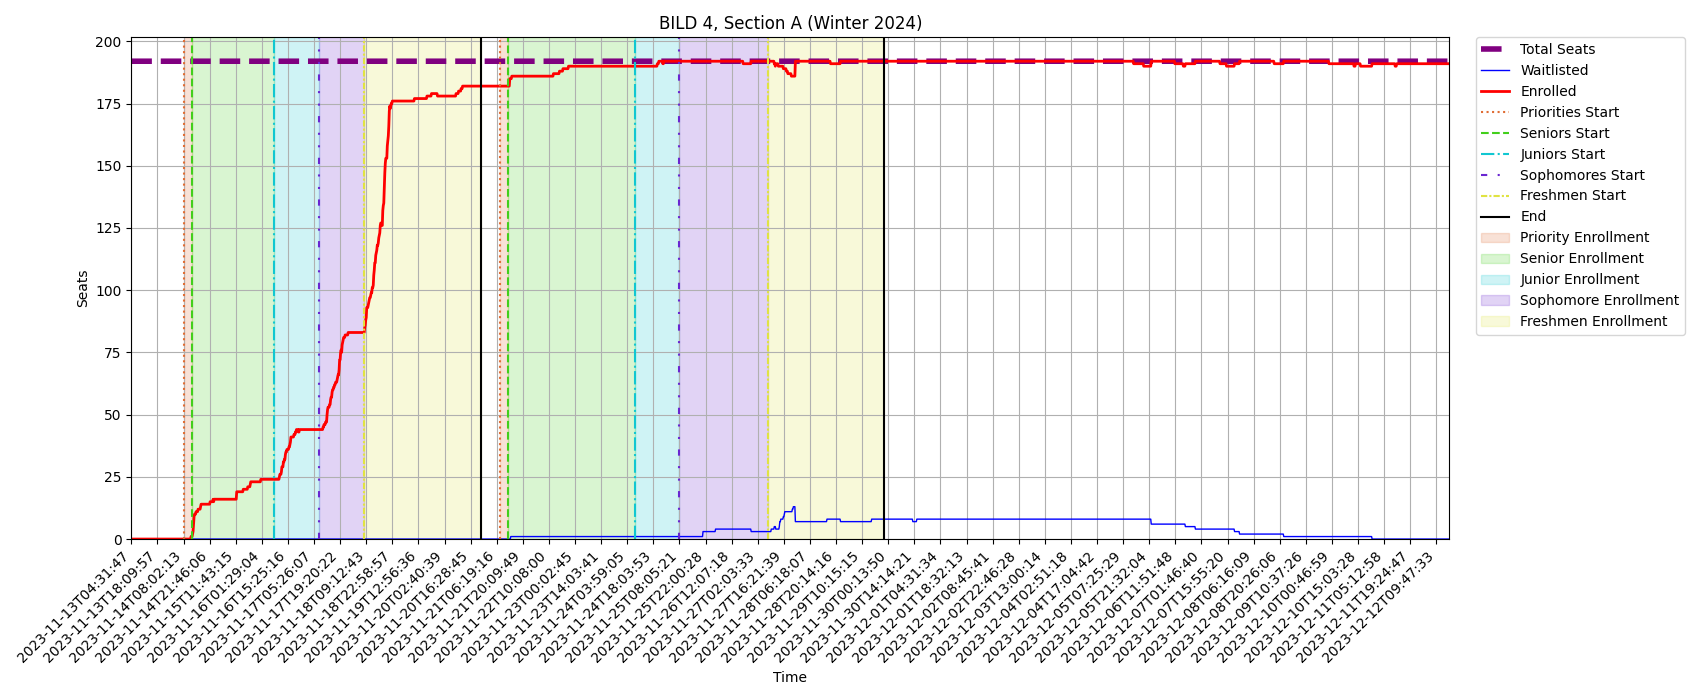 BILD 4, Section A (Winter 2024)
200
175
150
125
100
75
50
25
0
Seats
2023-11-13T04:31:47
2023-11-13T18:09:57
2023-11-14T08:02:13
2023-11-14T21:46:06
2023-11-15T11:43:15
2023-11-16T01:29:04
2023-11-16T15:25:16
2023-11-17T05:26:07
2023-11-17T19:20:22
2023-11-18T09:12:43
2023-11-18T22:58:57
2023-11-19T12:56:36
2023-11-20T02:40:39
2023-11-20T16:28:45
2023-11-21T06:19:16
2023-11-21T20:09:49
2023-11-22T10:08:00
2023-11-23T00:02:45
2023-11-23T14:03:41
2023-11-24T03:59:05
2023-11-24T18:03:53
2023-11-25T08:05:21
2023-11-25T22:00:28
2023-11-26T12:07:18
2023-11-27T02:03:33
2023-11-27T16:21:39
2023-11-28T06:18:07
2023-11-28T20:14:16
2023-11-29T10:15:15
2023-11-30T00:13:50
2023-11-30T14:14:21
2023-12-01T04:31:34
2023-12-01T18:32:13
2023-12-02T08:45:41
2023-12-02T22:46:28
2023-12-03T13:00:14
2023-12-04T02:51:18
2023-12-04T17:04:42
2023-12-05T07:25:29
2023-12-05T21:32:04
2023-12-06T11:51:48
2023-12-07T01:46:40
2023-12-07T15:55:20
2023-12-08T06:16:09
2023-12-08T20:26:06
2023-12-09T10:37:26
2023-12-10T00:46:59
2023-12-10T15:03:28
2023-12-11T05:12:58
2023-12-11T19:24:47
2023-12-12T09:47:33
Time
Total Seats
Waitlisted
Enrolled
Priorities Start
Seniors Start
Juniors Start
Sophomores Start
Freshmen Start
End
Priority Enrollment
Senior Enrollment
Junior Enrollment
Sophomore Enrollment
Freshmen Enrollment